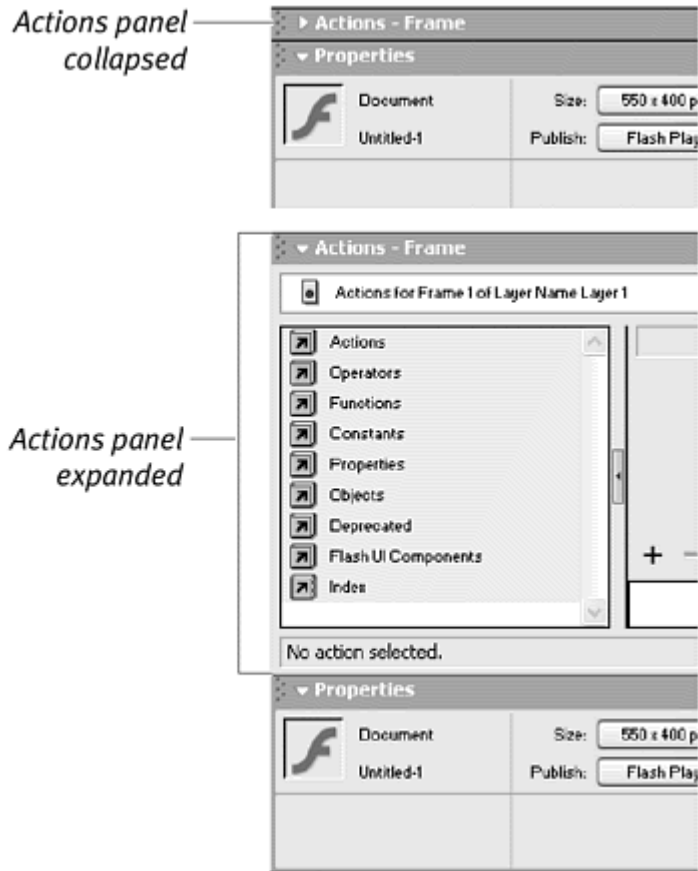 Actions panel
collapsed
Actions - Frame
Properties
Document
Size: 550 x 400 p
Untitled-1
Publish: Flash Play
Actions - Frame
Actions for Frame 1 of Layer Name Layer 1
Actions
Operators
Functions
Constants
Properties
Objects
Deprecated
Flash UI Components
Index
Actions panel
expanded
+ -
No action selected.
Properties
Document
Size: 550 x 400 p
Untitled-1
Publish: Flash Play